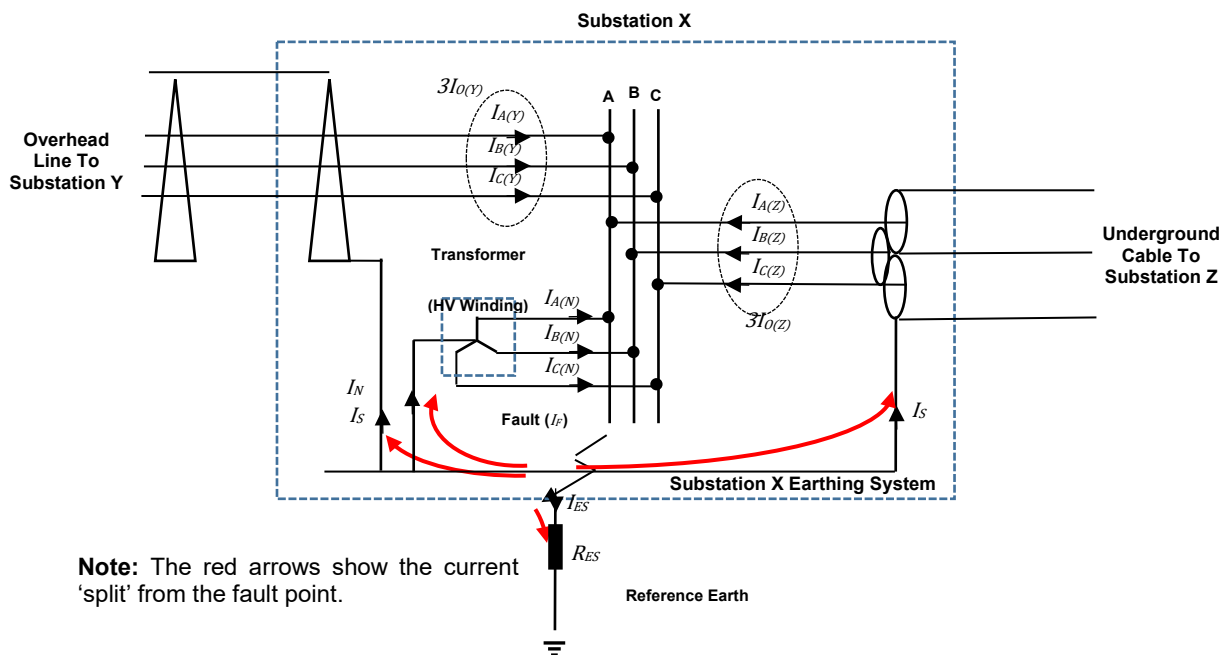 Substation X
3I0(Y)
A
B
C
IA(Y)
IB(Y)
IC(Y)
Overhead
Line To
Substation Y
IA(Z)
IB(Z)
IC(Z)
3I0(Z)
Underground
Cable To
Substation Z
Transformer
(HV Winding)
IA(N)
IB(N)
IC(N)
IN
IS
Fault (IF)
IS
Substation X Earthing System
IES
RES
Note: The red arrows show the current
‘split’ from the fault point.
Reference Earth